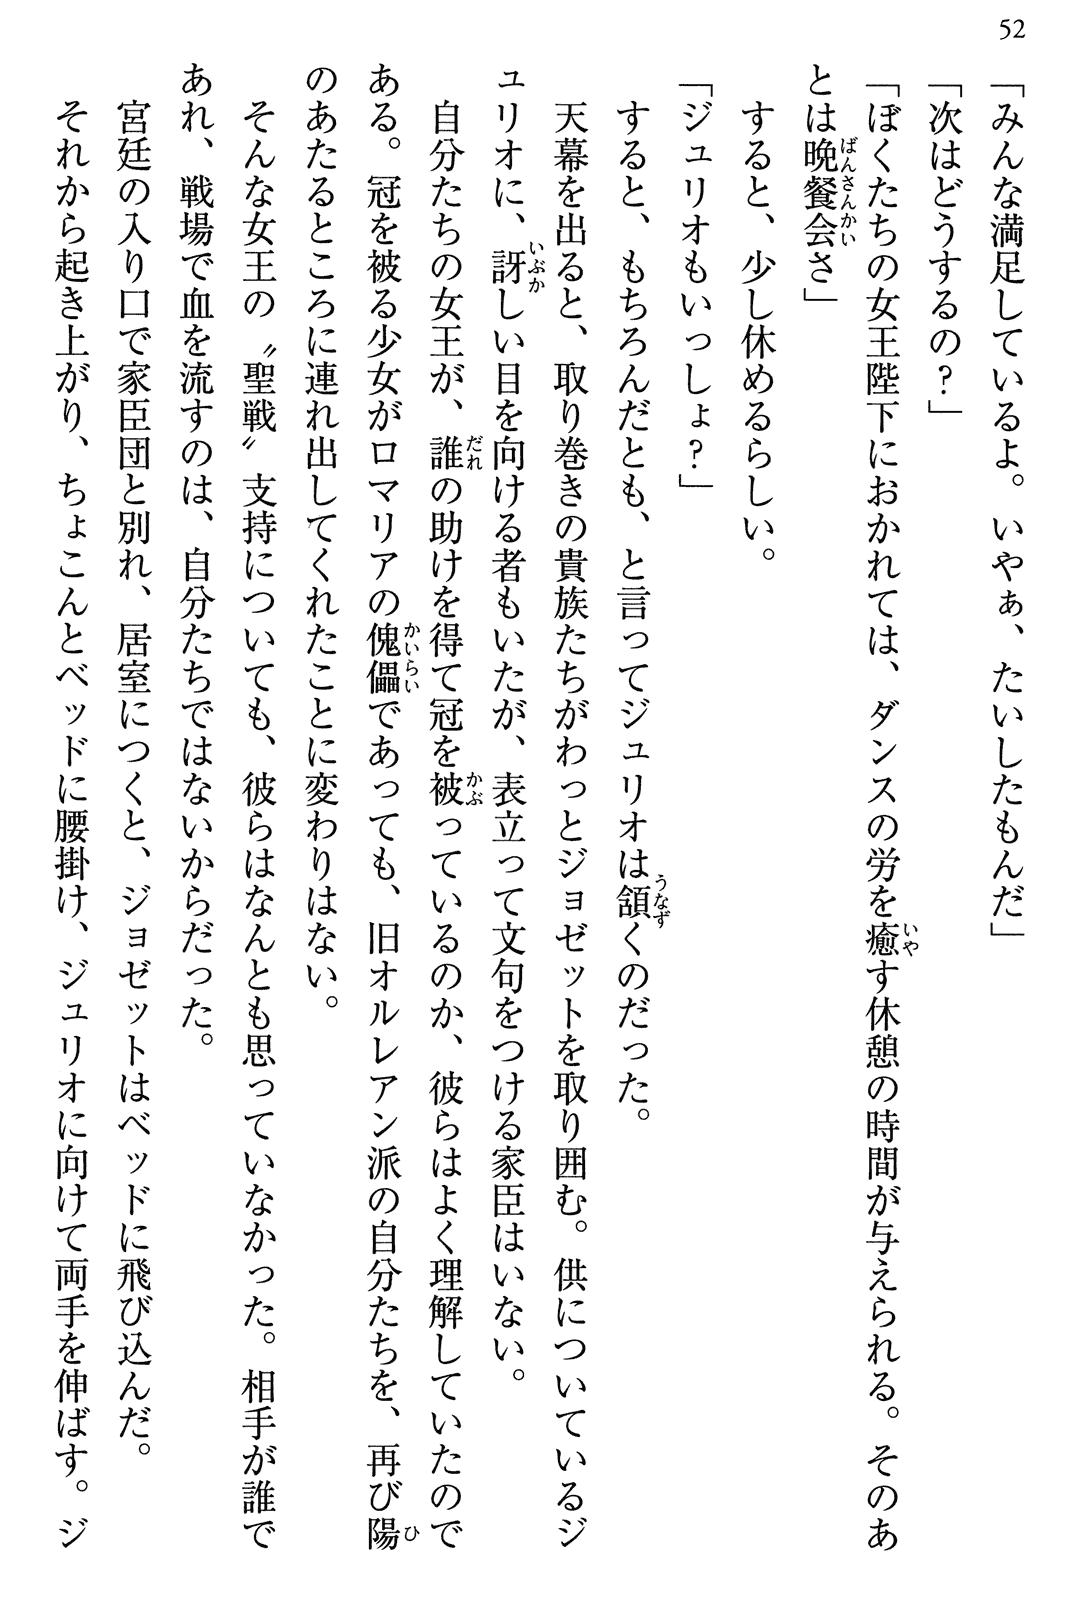 52
「みんな満足しているよ。いやぁ、たいしたもんだ」
「次はどうするの？」
「ぼくたちの女王陛下におかれては、ダンスの労を癒す休憩の時間が与えられる。そのあ
とは晩餐会さ」
すると、少し休めるらしい。
「ジュリオもいっしょ？」
すると、もちろんだとも、と言ってジュリオは頷くのだった。
天幕を出ると、取り巻きの貴族たちがわっとジョゼットを取り囲む。供についているジ
ュリオに、訝しい目を向ける者もいたが、表立って文句をつける家臣はいない。
自分たちの女王が、誰の助けを得て冠を被っているのか、彼らはよく理解していたので
ある。冠を被る少女がロマリアの傀儡であっても、旧オルレアン派の自分たちを、再び陽
のあたるところに連れ出してくれたことに変わりはない。
そんな女王の〝聖戦〟支持についても、彼らはなんとも思っていなかった。相手が誰で
あれ、戦場で血を流すのは、自分たちではないからだった。
宮廷の入り口で家臣団と別れ、居室につくと、ジョゼットはベッドに飛び込んだ。
それから起き上がり、ちょこんとベッドに腰掛け、ジュリオに向けて両手を伸ばす。ジ